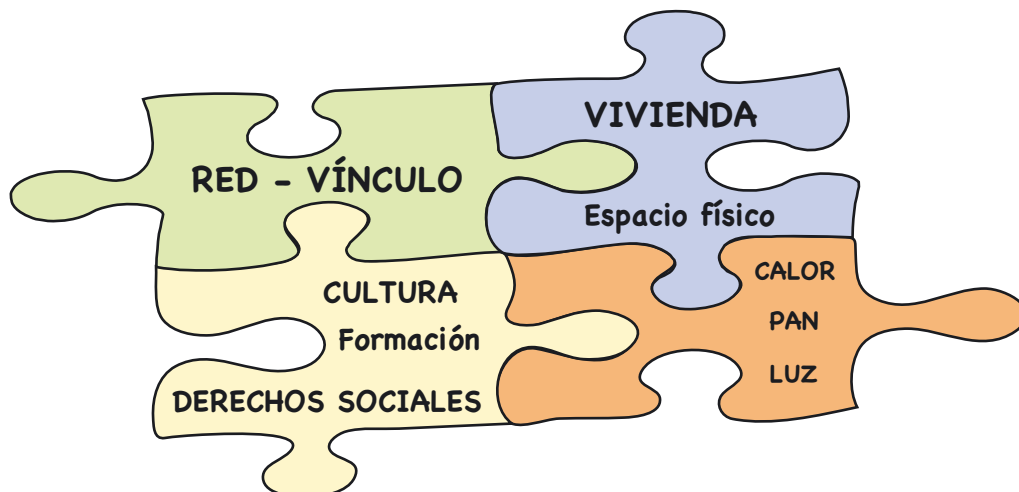 RED - VÍNCULO
VIVIENDA
Espacio físico
CULTURA
Formación
DERECHOS SOCIALES
CALOR
PAN
LUZ